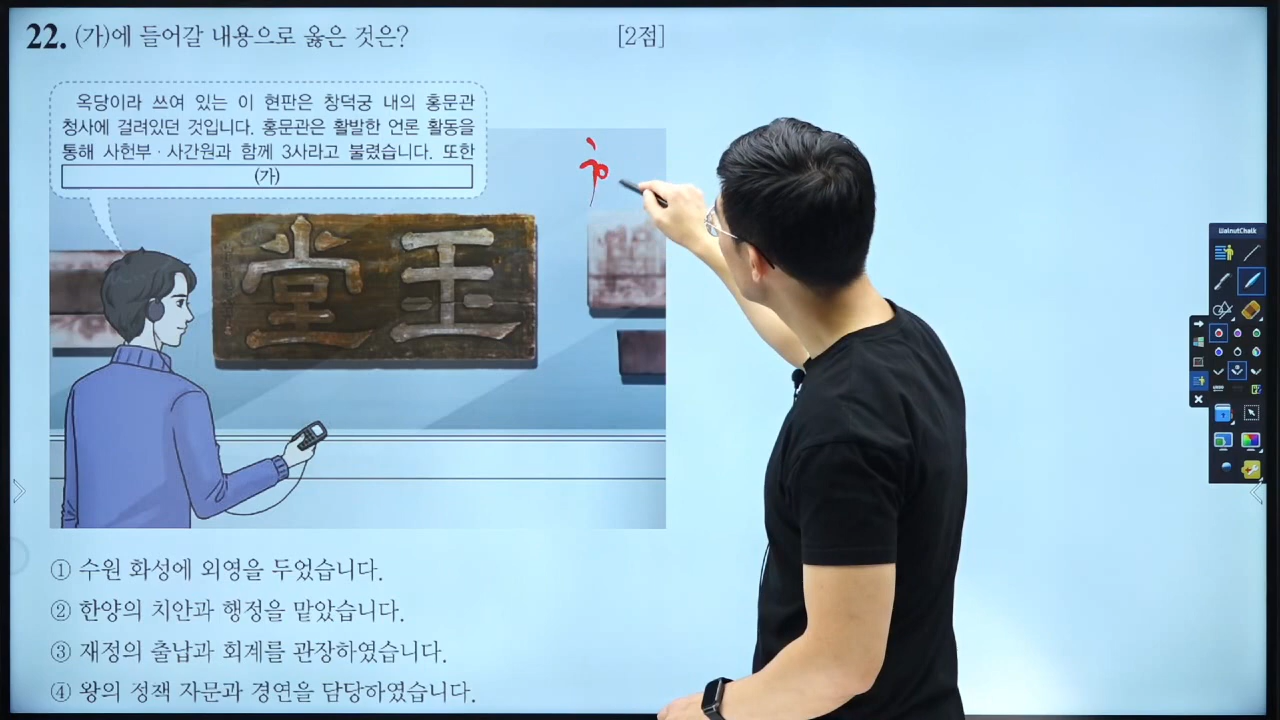 22. (가)에 들어갈 내용으로 옳은 것은? [2점]
옥당이라 쓰여 있는 이 현판은 창덕궁 내의 홍문관
청사에 걸려있던 것입니다. 홍문관은 활발한 언론 활동을
통해 사헌부·사간원과 함께 3사라고 불렸습니다. 또한
(가)
堂 玉
① 수원 화성에 외영을 두었습니다.
② 한양의 치안과 행정을 맡았습니다.
③ 재정의 출납과 회계를 관장하였습니다.
④ 왕의 정책 자문과 경연을 담당하였습니다.
WalnutChalk